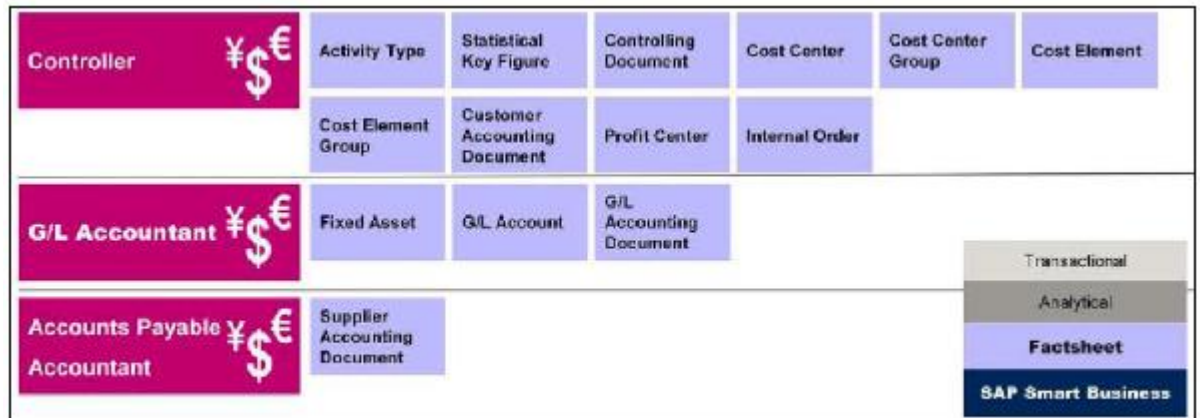 Controller ¥$€
Activity Type
Statistical
Key Figure
Controlling
Document
Cost Center
Cost Center
Group
Cost Element
Cost Element
Group
Customer
Accounting
Document
Profit Center
Internal Order
G/L Accountant ¥$€
Fixed Asset
G/L Account
G/L
Accounting
Document
Accounts Payable ¥$€
Accountant
Supplier
Accounting
Document
Transactional
Analytical
Factsheet
SAP Smart Business